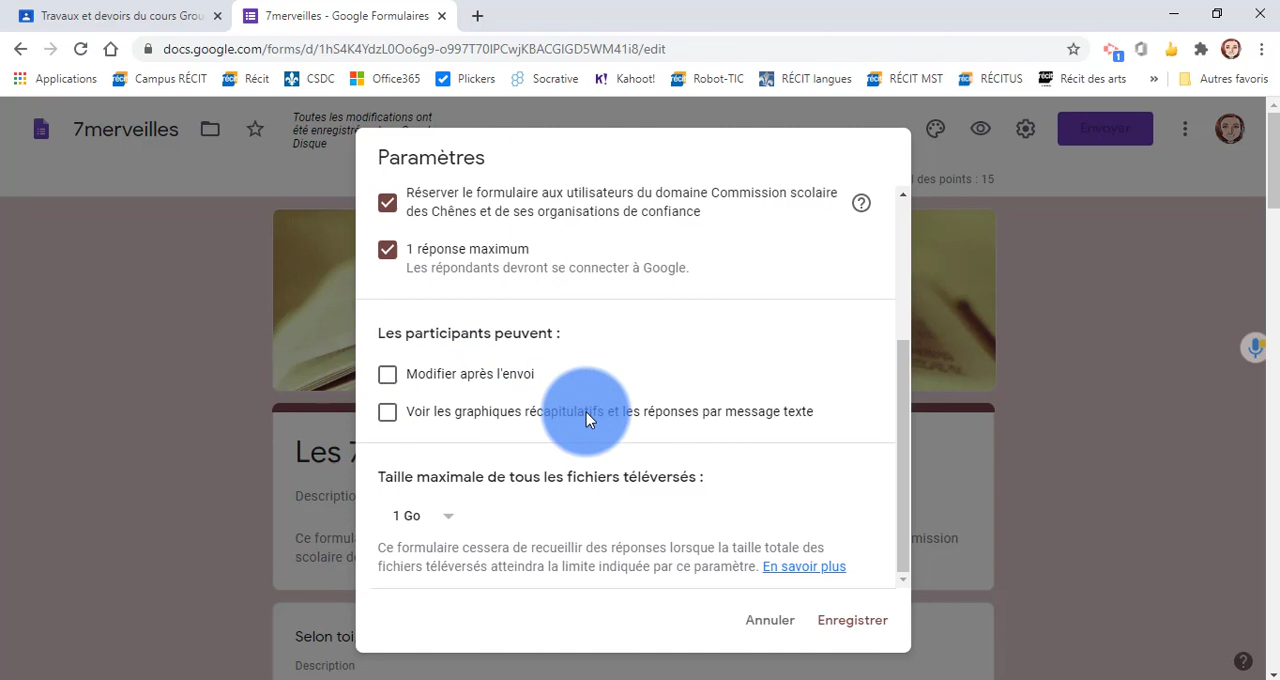 Travaux et devoirs du cours Grou
7merveilles - Google Formulaires
docs.google.com/forms/d/1hS4K4YdzL0Oo6g9-o997T70IPCwjKBACGIGD5WM41i8/edit
Applications
Campus RÉCIT
Récit
CSDC
Office365
Plickers
Socrative
K! Kahoot!
Robot-TIC
RÉCIT langues
RÉCIT MST
RÉCITUS
Récit des arts
»
Autres favoris
7merveilles
Toutes les modifications ont
été enregistré
Disque
1
Envoyer
l des points : 15
Paramètres
Réserver le formulaire aux utilisateurs du domaine Commission scolaire
des Chênes et de ses organisations de confiance
1 réponse maximum
Les répondants devront se connecter à Google.
Les participants peuvent :
Modifier après l'envoi
Voir les graphiques récapitulatifs et les réponses par message texte
Taille maximale de tous les fichiers téléversés :
1 Go
Ce formulaire cessera de recueillir des réponses lorsque la taille totale des
fichiers téléversés atteindra la limite indiquée par ce paramètre. En savoir plus
Annuler
Enregistrer
Les 7
Descriptio
Ce formu
scolaire de
mission
Selon toi
Description